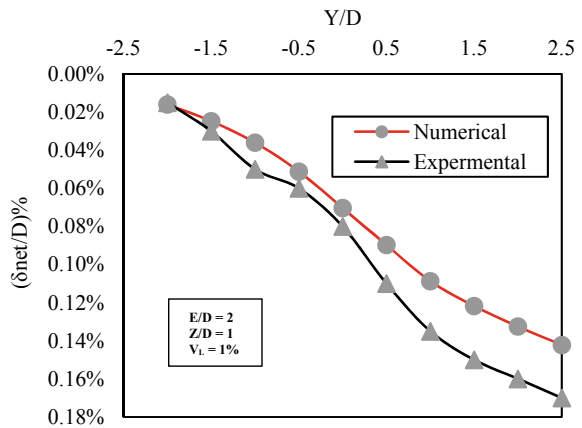 Y/D
-2.5 -1.5 -0.5 0.5 1.5 2.5
0.00%
0.02%
0.04%
0.06%
0.08%
0.10%
0.12%
0.14%
0.16%
0.18%
(δnet/D)%
Numerical
Expermental
E/D = 2
Z/D = 1
V_L = 1%